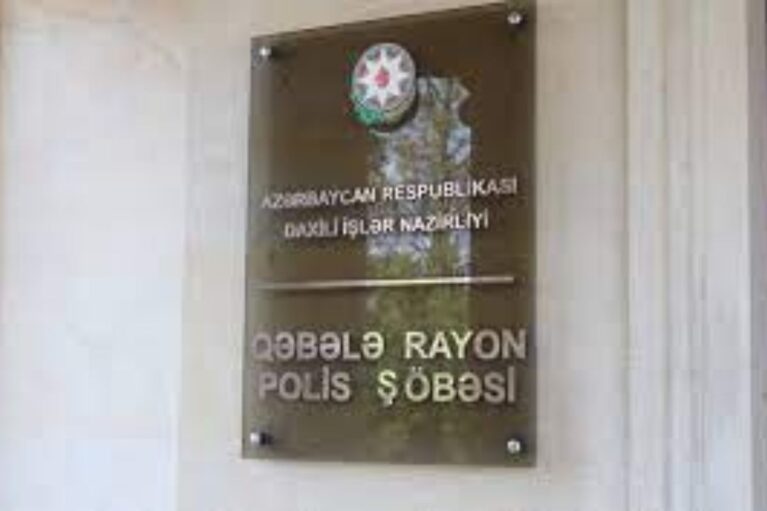 AZƏRBAYCAN RESPUBLİKASI
DAXİLİ İŞLƏR NAZİRLİYİ
QƏBƏLƏ RAYON
POLİS ŞÖBƏSİ